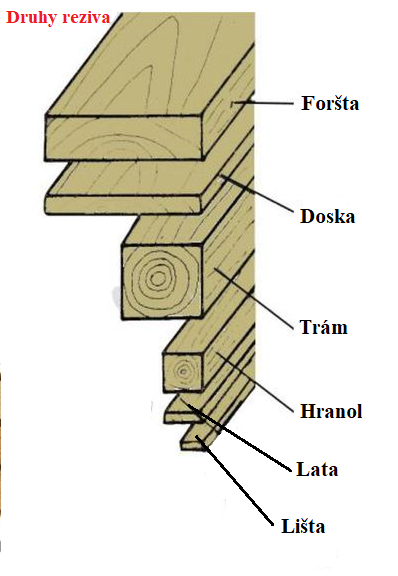 Druhy reziva
Foršta
Doska
Trám
Hranol
Lata
Lišta